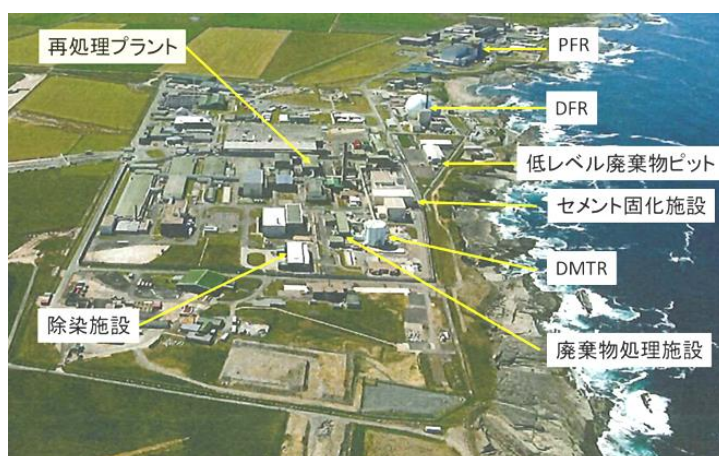 再処理プラント
PFR
DFR
低レベル廃棄物ピット
セメント固化施設
DMTR
廃棄物処理施設
除染施設